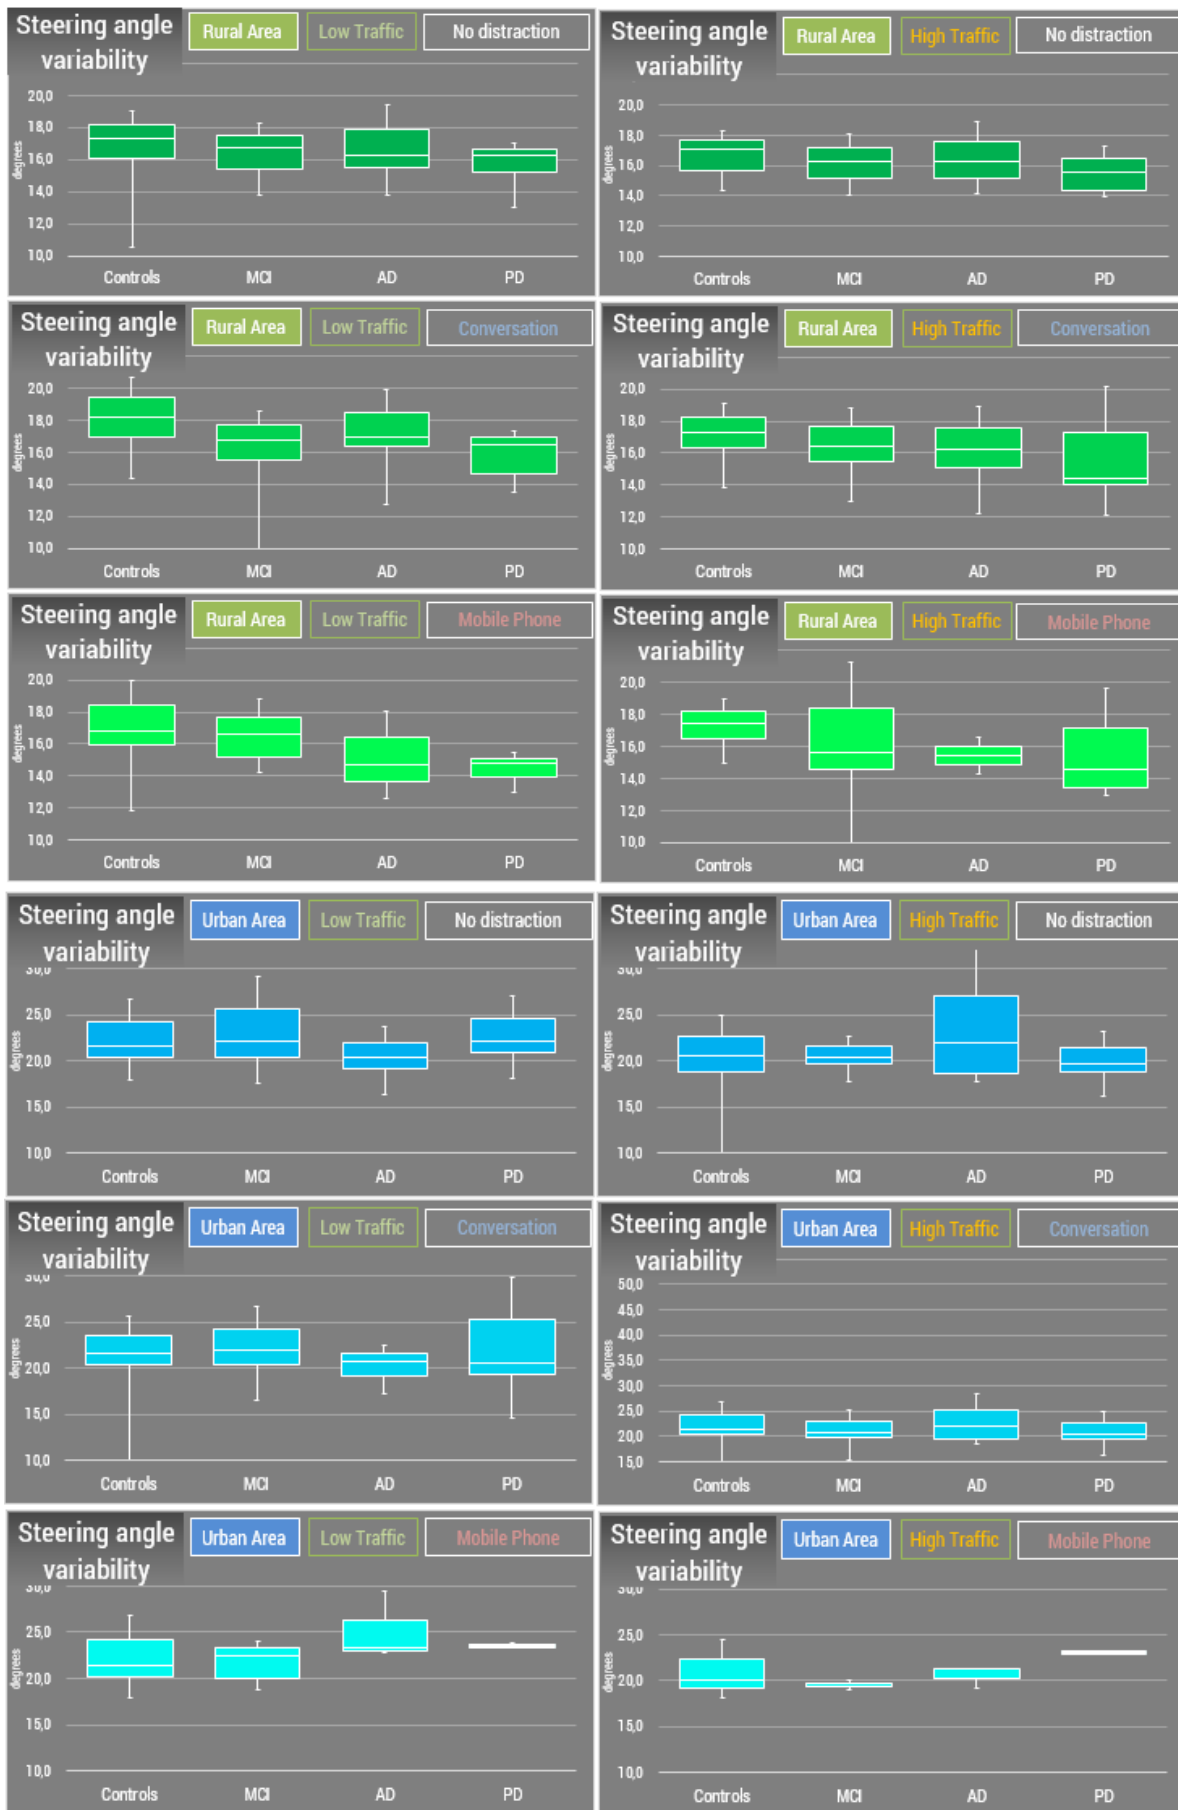 Steering angle
variability
Rural Area
Low Traffic
No distraction
degrees
20,0
18,0
16,0
14,0
12,0
10,0
Controls MCI AD PD
Steering angle
variability
Rural Area
High Traffic
No distraction
degrees
20,0
18,0
16,0
14,0
12,0
10,0
Controls MCI AD PD
Steering angle
variability
Rural Area
Low Traffic
Conversation
degrees
20,0
18,0
16,0
14,0
12,0
10,0
Controls MCI AD PD
Steering angle
variability
Rural Area
High Traffic
Conversation
degrees
20,0
18,0
16,0
14,0
12,0
10,0
Controls MCI AD PD
Steering angle
variability
Rural Area
Low Traffic
Mobile Phone
degrees
20,0
18,0
16,0
14,0
12,0
10,0
Controls MCI AD PD
Steering angle
variability
Rural Area
High Traffic
Mobile Phone
degrees
20,0
18,0
16,0
14,0
12,0
10,0
Controls MCI AD PD
Steering angle
variability
Urban Area
Low Traffic
No distraction
degrees
30,0
25,0
20,0
15,0
10,0
Controls MCI AD PD
Steering angle
variability
Urban Area
High Traffic
No distraction
degrees
30,0
25,0
20,0
15,0
10,0
Controls MCI AD PD
Steering angle
variability
Urban Area
Low Traffic
Conversation
degrees
30,0
25,0
20,0
15,0
10,0
Controls MCI AD PD
Steering angle
variability
Urban Area
High Traffic
Conversation
degrees
50,0
45,0
40,0
35,0
30,0
25,0
20,0
15,0
Controls MCI AD PD
Steering angle
variability
Urban Area
Low Traffic
Mobile Phone
degrees
30,0
25,0
20,0
15,0
10,0
Controls MCI AD PD
Steering angle
variability
Urban Area
High Traffic
Mobile Phone
degrees
30,0
25,0
20,0
15,0
10,0
Controls MCI AD PD